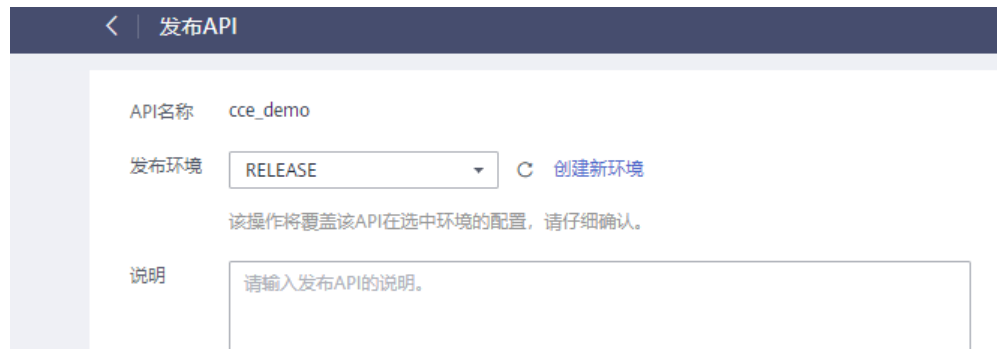 发布API
API名称 cce_demo
发布环境 RELEASE 创建新环境
该操作将覆盖该API在选中环境的配置，请仔细确认。
说明 请输入发布API的说明。